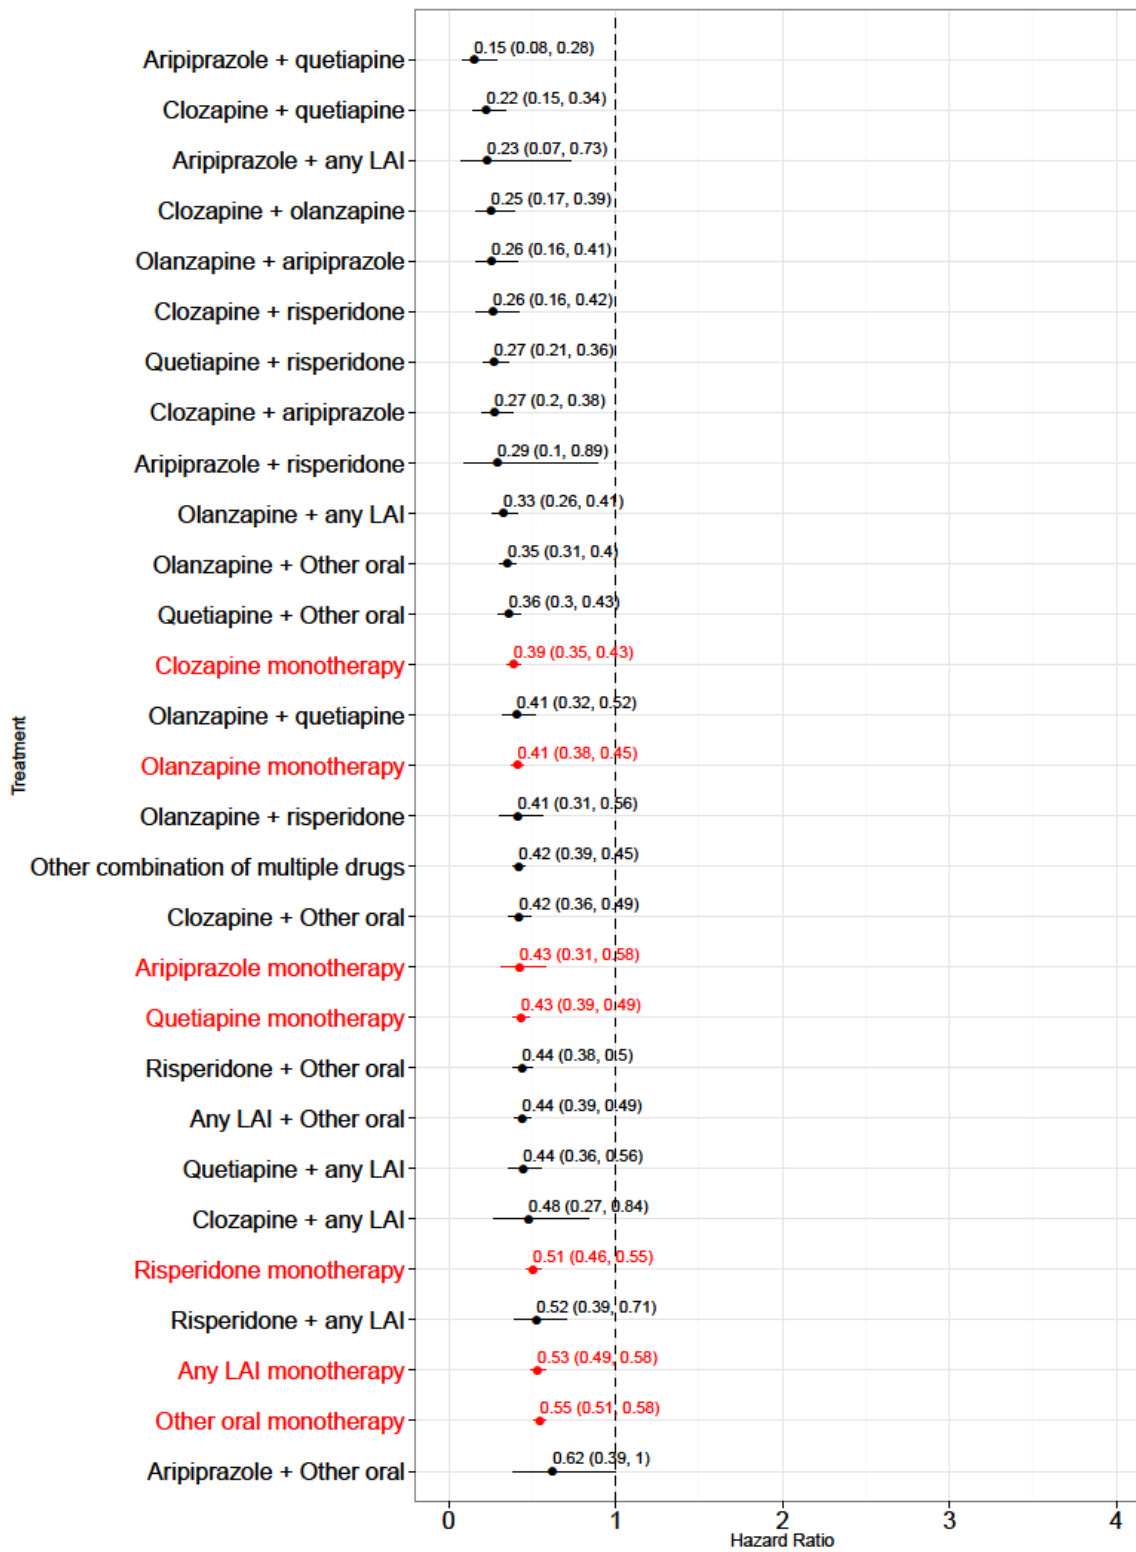 Aripiprazole + quetiapine 0.15 (0.08, 0.28)
Clozapine + quetiapine 0.22 (0.15, 0.34)
Aripiprazole + any LAI 0.23 (0.07, 0.73)
Clozapine + olanzapine 0.25 (0.17, 0.39)
Olanzapine + aripiprazole 0.26 (0.16, 0.41)
Clozapine + risperidone 0.26 (0.16, 0.42)
Quetiapine + risperidone 0.27 (0.21, 0.36)
Clozapine + aripiprazole 0.27 (0.2, 0.38)
Aripiprazole + risperidone 0.29 (0.1, 0.89)
Olanzapine + any LAI 0.33 (0.26, 0.41)
Olanzapine + Other oral 0.35 (0.31, 0.4)
Quetiapine + Other oral 0.36 (0.3, 0.43)
Clozapine monotherapy 0.39 (0.35, 0.43)
Olanzapine + quetiapine 0.41 (0.32, 0.52)
Olanzapine monotherapy 0.41 (0.38, 0.45)
Olanzapine + risperidone 0.41 (0.31, 0.56)
Other combination of multiple drugs 0.42 (0.39, 0.45)
Clozapine + Other oral 0.42 (0.36, 0.49)
Aripiprazole monotherapy 0.43 (0.31, 0.58)
Quetiapine monotherapy 0.43 (0.39, 0.49)
Risperidone + Other oral 0.44 (0.38, 0.5)
Any LAI + Other oral 0.44 (0.39, 0.49)
Quetiapine + any LAI 0.44 (0.36, 0.56)
Clozapine + any LAI 0.48 (0.27, 0.84)
Risperidone monotherapy 0.51 (0.46, 0.55)
Risperidone + any LAI 0.52 (0.39, 0.71)
Any LAI monotherapy 0.53 (0.49, 0.58)
Other oral monotherapy 0.55 (0.51, 0.58)
Aripiprazole + Other oral 0.62 (0.39, 1)
Treatment
0 1 2 3 4
Hazard Ratio